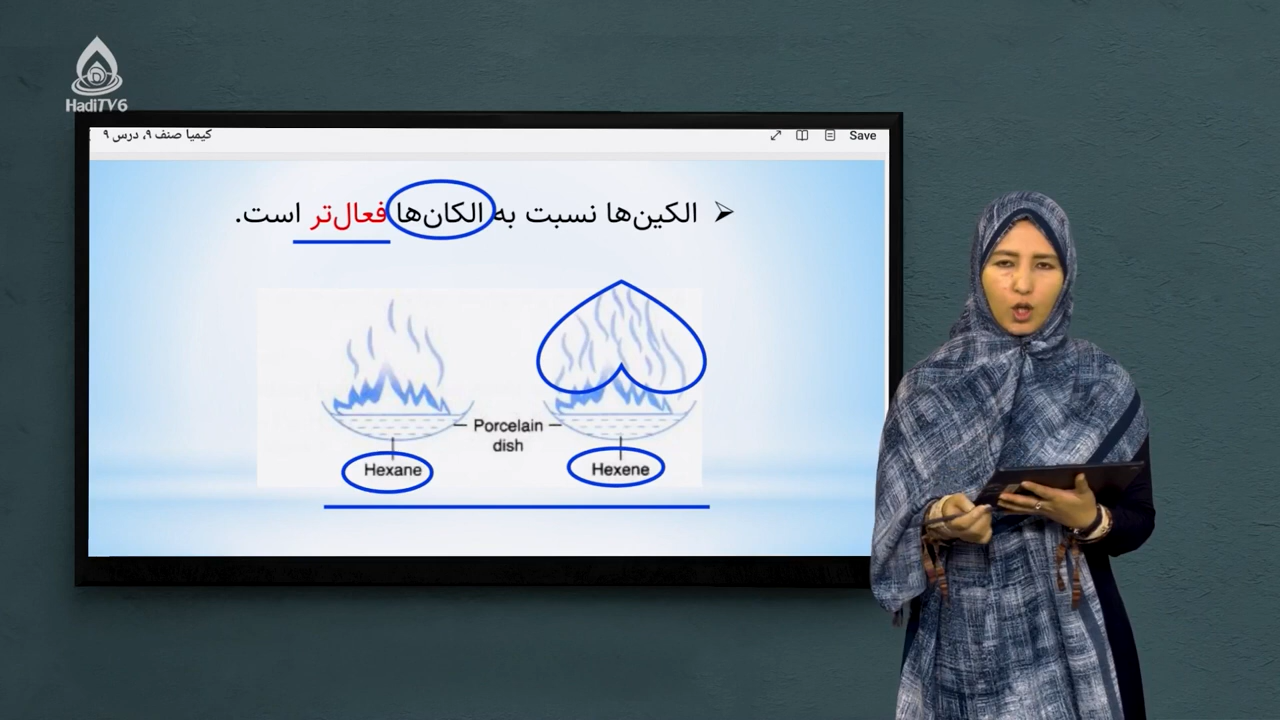 HadiTV6
کیمیا صنف ۹، درس ۹
Save
الکین‌ها نسبت به الکان‌ها فعال‌تر است.
Porcelain
dish
Hexane
Hexene